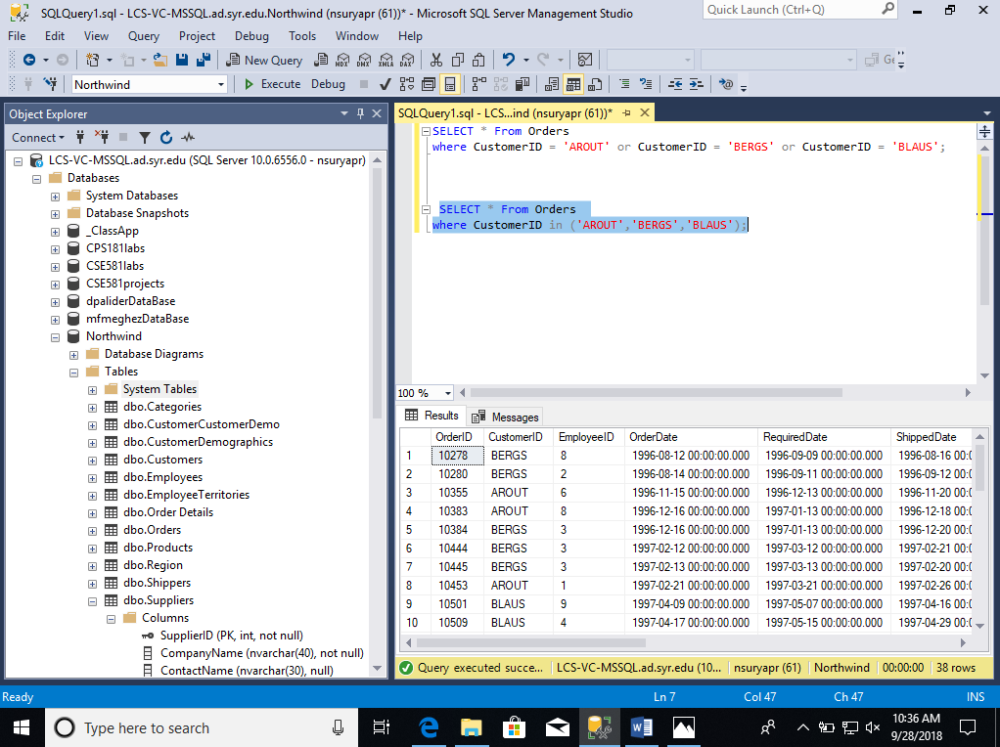 SQLQuery1.sql - LCS-VC-MSSQL.ad.syr.edu.Northwind (nsuryapr (61))* - Microsoft SQL Server Management Studio
Quick Launch (Ctrl+Q)
File Edit View Query Project Debug Tools Window Help
New Query MDX DMX XMLA DAX
Northwind Execute Debug
Object Explorer
Connect
LCS-VC-MSSQL.ad.syr.edu (SQL Server 10.0.6556.0 - nsuryapr)
Databases
System Databases
Database Snapshots
_ClassApp
CPS181labs
CSE581labs
CSE581projects
dpaliderDataBase
mfmeghezDataBase
Northwind
Database Diagrams
Tables
System Tables
dbo.Categories
dbo.CustomerCustomerDemo
dbo.CustomerDemographics
dbo.Customers
dbo.Employees
dbo.EmployeeTerritories
dbo.Order Details
dbo.Orders
dbo.Products
dbo.Region
dbo.Shippers
dbo.Suppliers
Columns
SupplierID (PK, int, not null)
CompanyName (nvarchar(40), not null)
ContactName (nvarchar(30), null)
SQLQuery1.sql - LCS...ind (nsuryapr (61))*
SELECT * From Orders
where CustomerID = 'AROUT' or CustomerID = 'BERGS' or CustomerID = 'BLAUS';
SELECT * From Orders
where CustomerID in ('AROUT','BERGS','BLAUS');
100 %
Results Messages
OrderID CustomerID EmployeeID OrderDate RequiredDate ShippedDate
1 10278 BERGS 8 1996-08-12 00:00:00.000 1996-09-09 00:00:00.000 1996-08-16 00:0
2 10280 BERGS 2 1996-08-14 00:00:00.000 1996-09-11 00:00:00.000 1996-09-12 00:0
3 10355 AROUT 6 1996-11-15 00:00:00.000 1996-12-13 00:00:00.000 1996-11-20 00:0
4 10383 AROUT 8 1996-12-16 00:00:00.000 1997-01-13 00:00:00.000 1996-12-18 00:0
5 10384 BERGS 3 1996-12-16 00:00:00.000 1997-01-13 00:00:00.000 1996-12-20 00:0
6 10444 BERGS 3 1997-02-12 00:00:00.000 1997-03-12 00:00:00.000 1997-02-21 00:0
7 10445 BERGS 3 1997-02-13 00:00:00.000 1997-03-13 00:00:00.000 1997-02-20 00:0
8 10453 AROUT 1 1997-02-21 00:00:00.000 1997-03-21 00:00:00.000 1997-02-26 00:0
9 10501 BLAUS 9 1997-04-09 00:00:00.000 1997-05-07 00:00:00.000 1997-04-16 00:0
10 10509 BLAUS 4 1997-04-17 00:00:00.000 1997-05-15 00:00:00.000 1997-04-29 00:0
Query executed succe... LCS-VC-MSSQL.ad.syr.edu (10... nsuryapr (61) Northwind 00:00:00 38 rows
Ready Ln 7 Col 47 Ch 47 INS
Type here to search
10:36 AM
9/28/2018